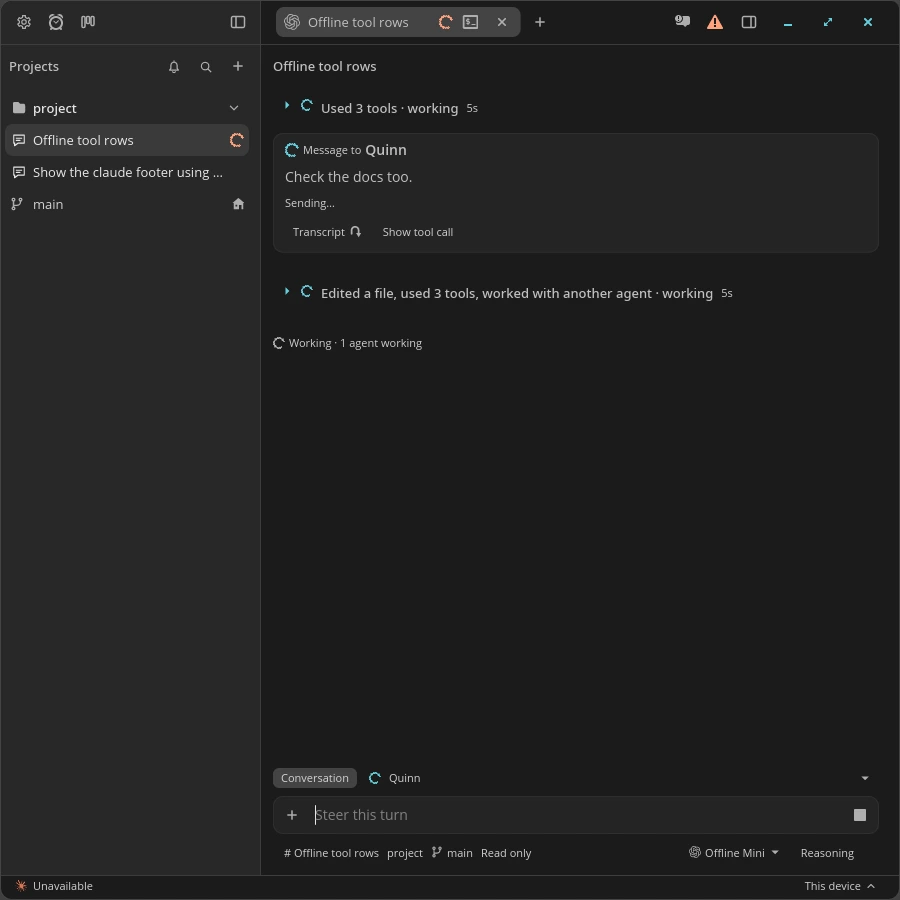 Offline tool rows
Projects
Offline tool rows
project
Used 3 tools · working 5s
Offline tool rows
Message to Quinn
Show the claude footer using ...
Check the docs too.
main
Sending...
Transcript Show tool call
Edited a file, used 3 tools, worked with another agent · working 5s
Working · 1 agent working
Conversation Quinn
Steer this turn
# Offline tool rows project main Read only Offline Mini Reasoning
Unavailable This device